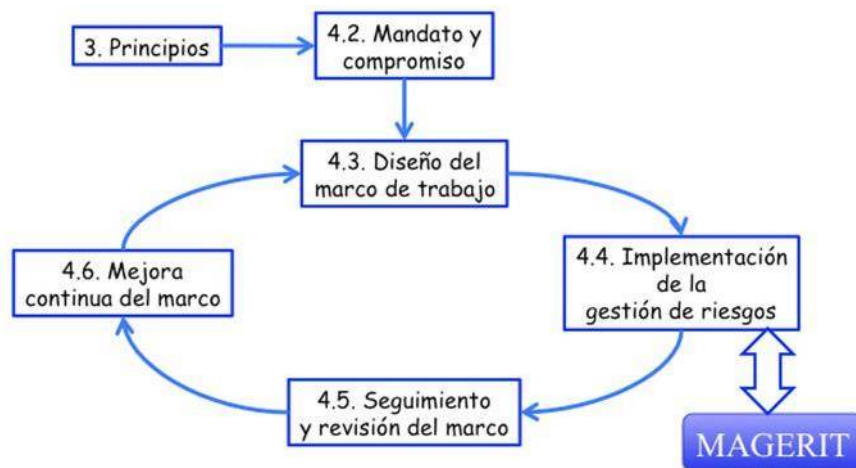 3. Principios
4.2. Mandato y
compromiso
4.3. Diseño del
marco de trabajo
4.6. Mejora
continua del marco
4.4. Implementación
de la
gestión de riesgos
4.5. Seguimiento
y revisión del marco
MAGERIT